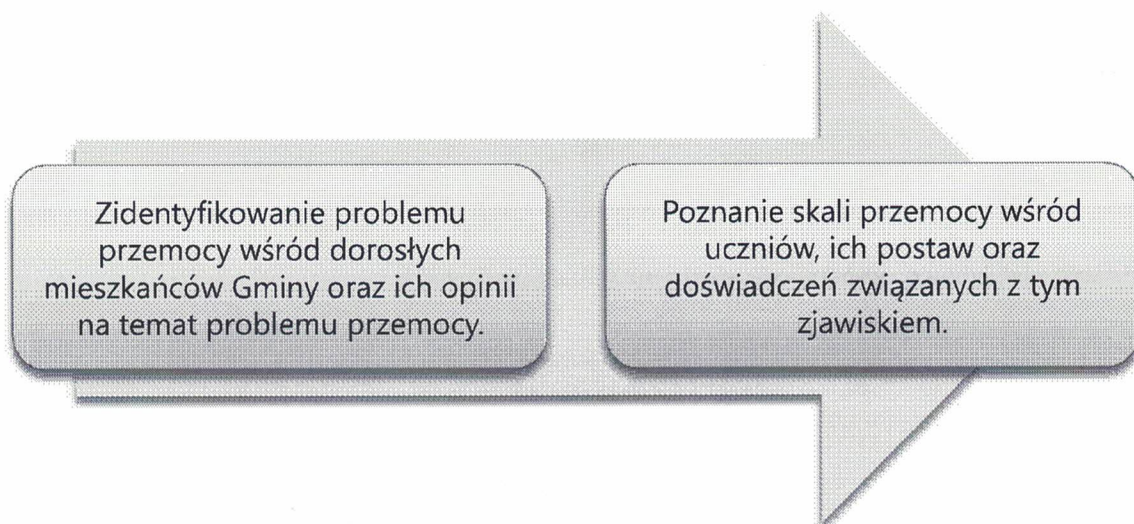 Zidentyfikowanie problemu
przemocy wśród dorosłych
mieszkańców Gminy oraz ich opinii
na temat problemu przemocy.
Poznanie skali przemocy wśród
uczniów, ich postaw oraz
doświadczeń związanych z tym
zjawiskiem.